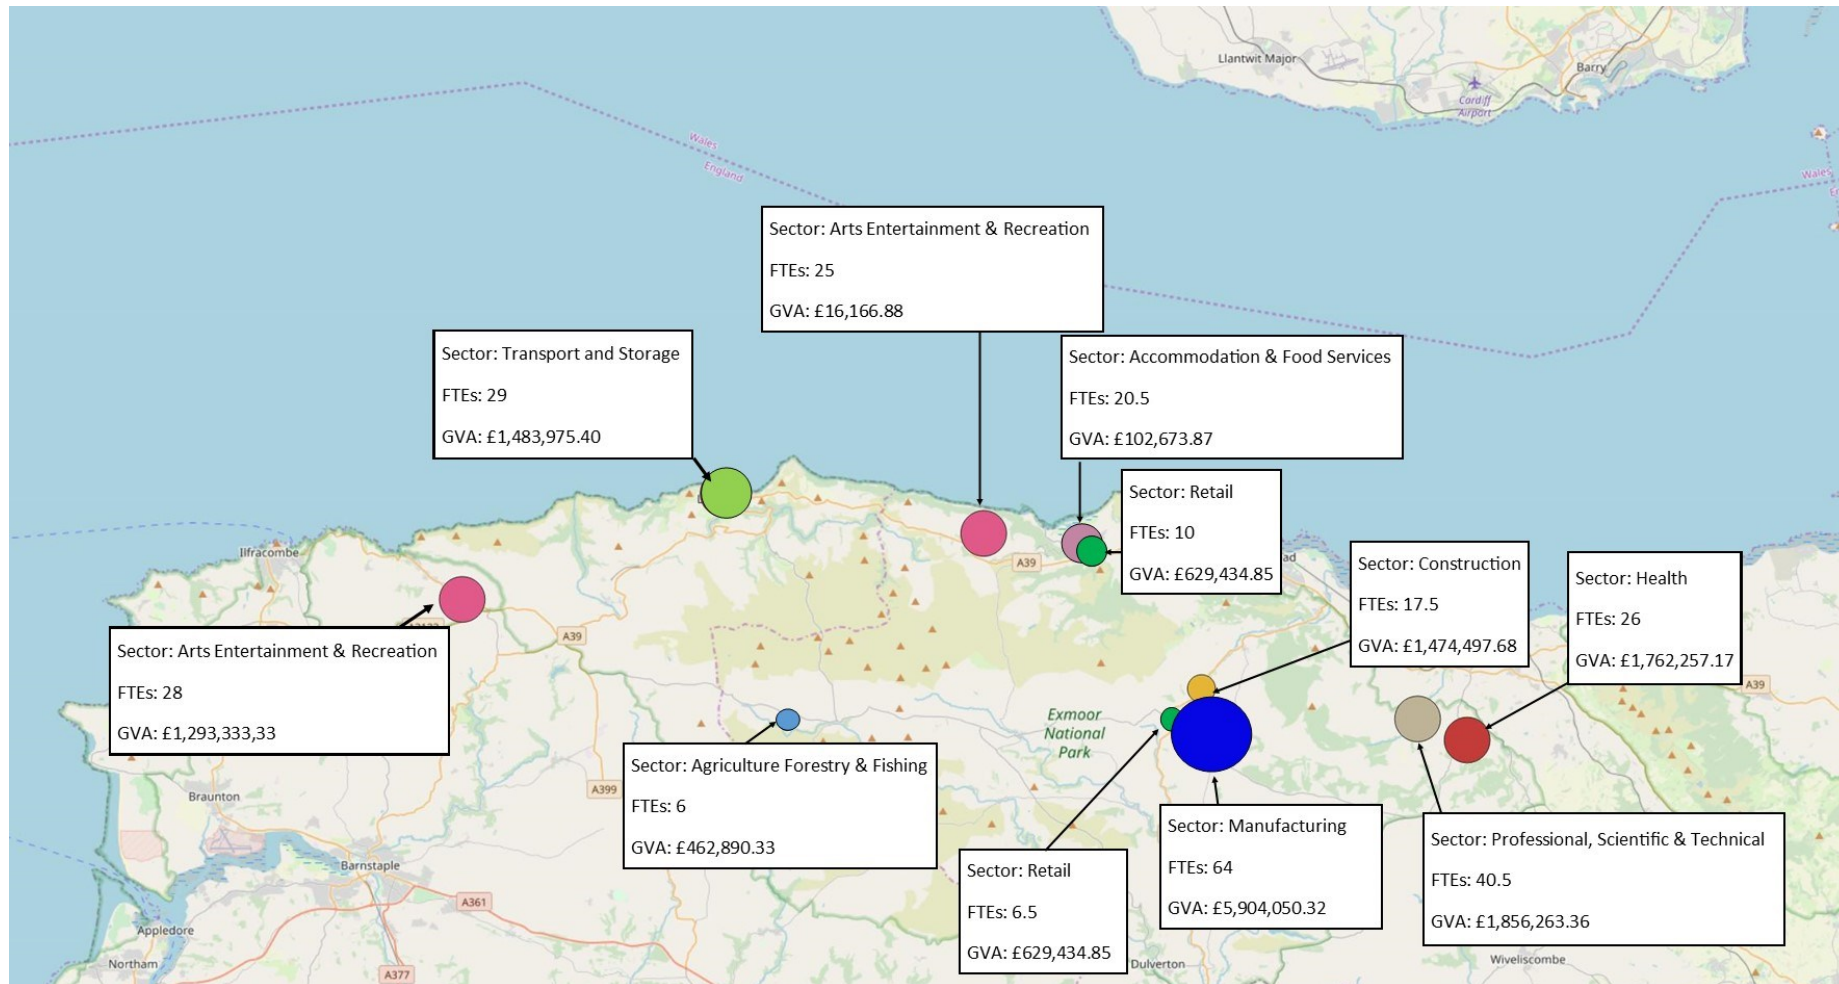 Llantwit Major
Barry
Cardiff
Airport
Wales
England
Wales
Sector: Arts Entertainment & Recreation
FTEs: 25
GVA: £16,166.88
Sector: Transport and Storage
FTEs: 29
GVA: £1,483,975.40
Sector: Accommodation & Food Services
FTEs: 20.5
GVA: £102,673.87
Sector: Retail
FTEs: 10
GVA: £629,434.85
Ilfracombe
A39
Sector: Construction
FTEs: 17.5
GVA: £1,474,497.68
Sector: Health
FTEs: 26
GVA: £1,762,257.17
A39
A39
Sector: Arts Entertainment & Recreation
FTEs: 28
GVA: £1,293,333,33
Exmoor
National
Park
Sector: Agriculture Forestry & Fishing
FTEs: 6
GVA: £462,890.33
A399
Braunton
Barnstaple
Sector: Retail
FTEs: 6.5
GVA: £629,434.85
Sector: Manufacturing
FTEs: 64
GVA: £5,904,050.32
Sector: Professional, Scientific & Technical
FTEs: 40.5
GVA: £1,856,263.36
A361
Appledore
Northam
A377
Dulverton
Wiveliscombe